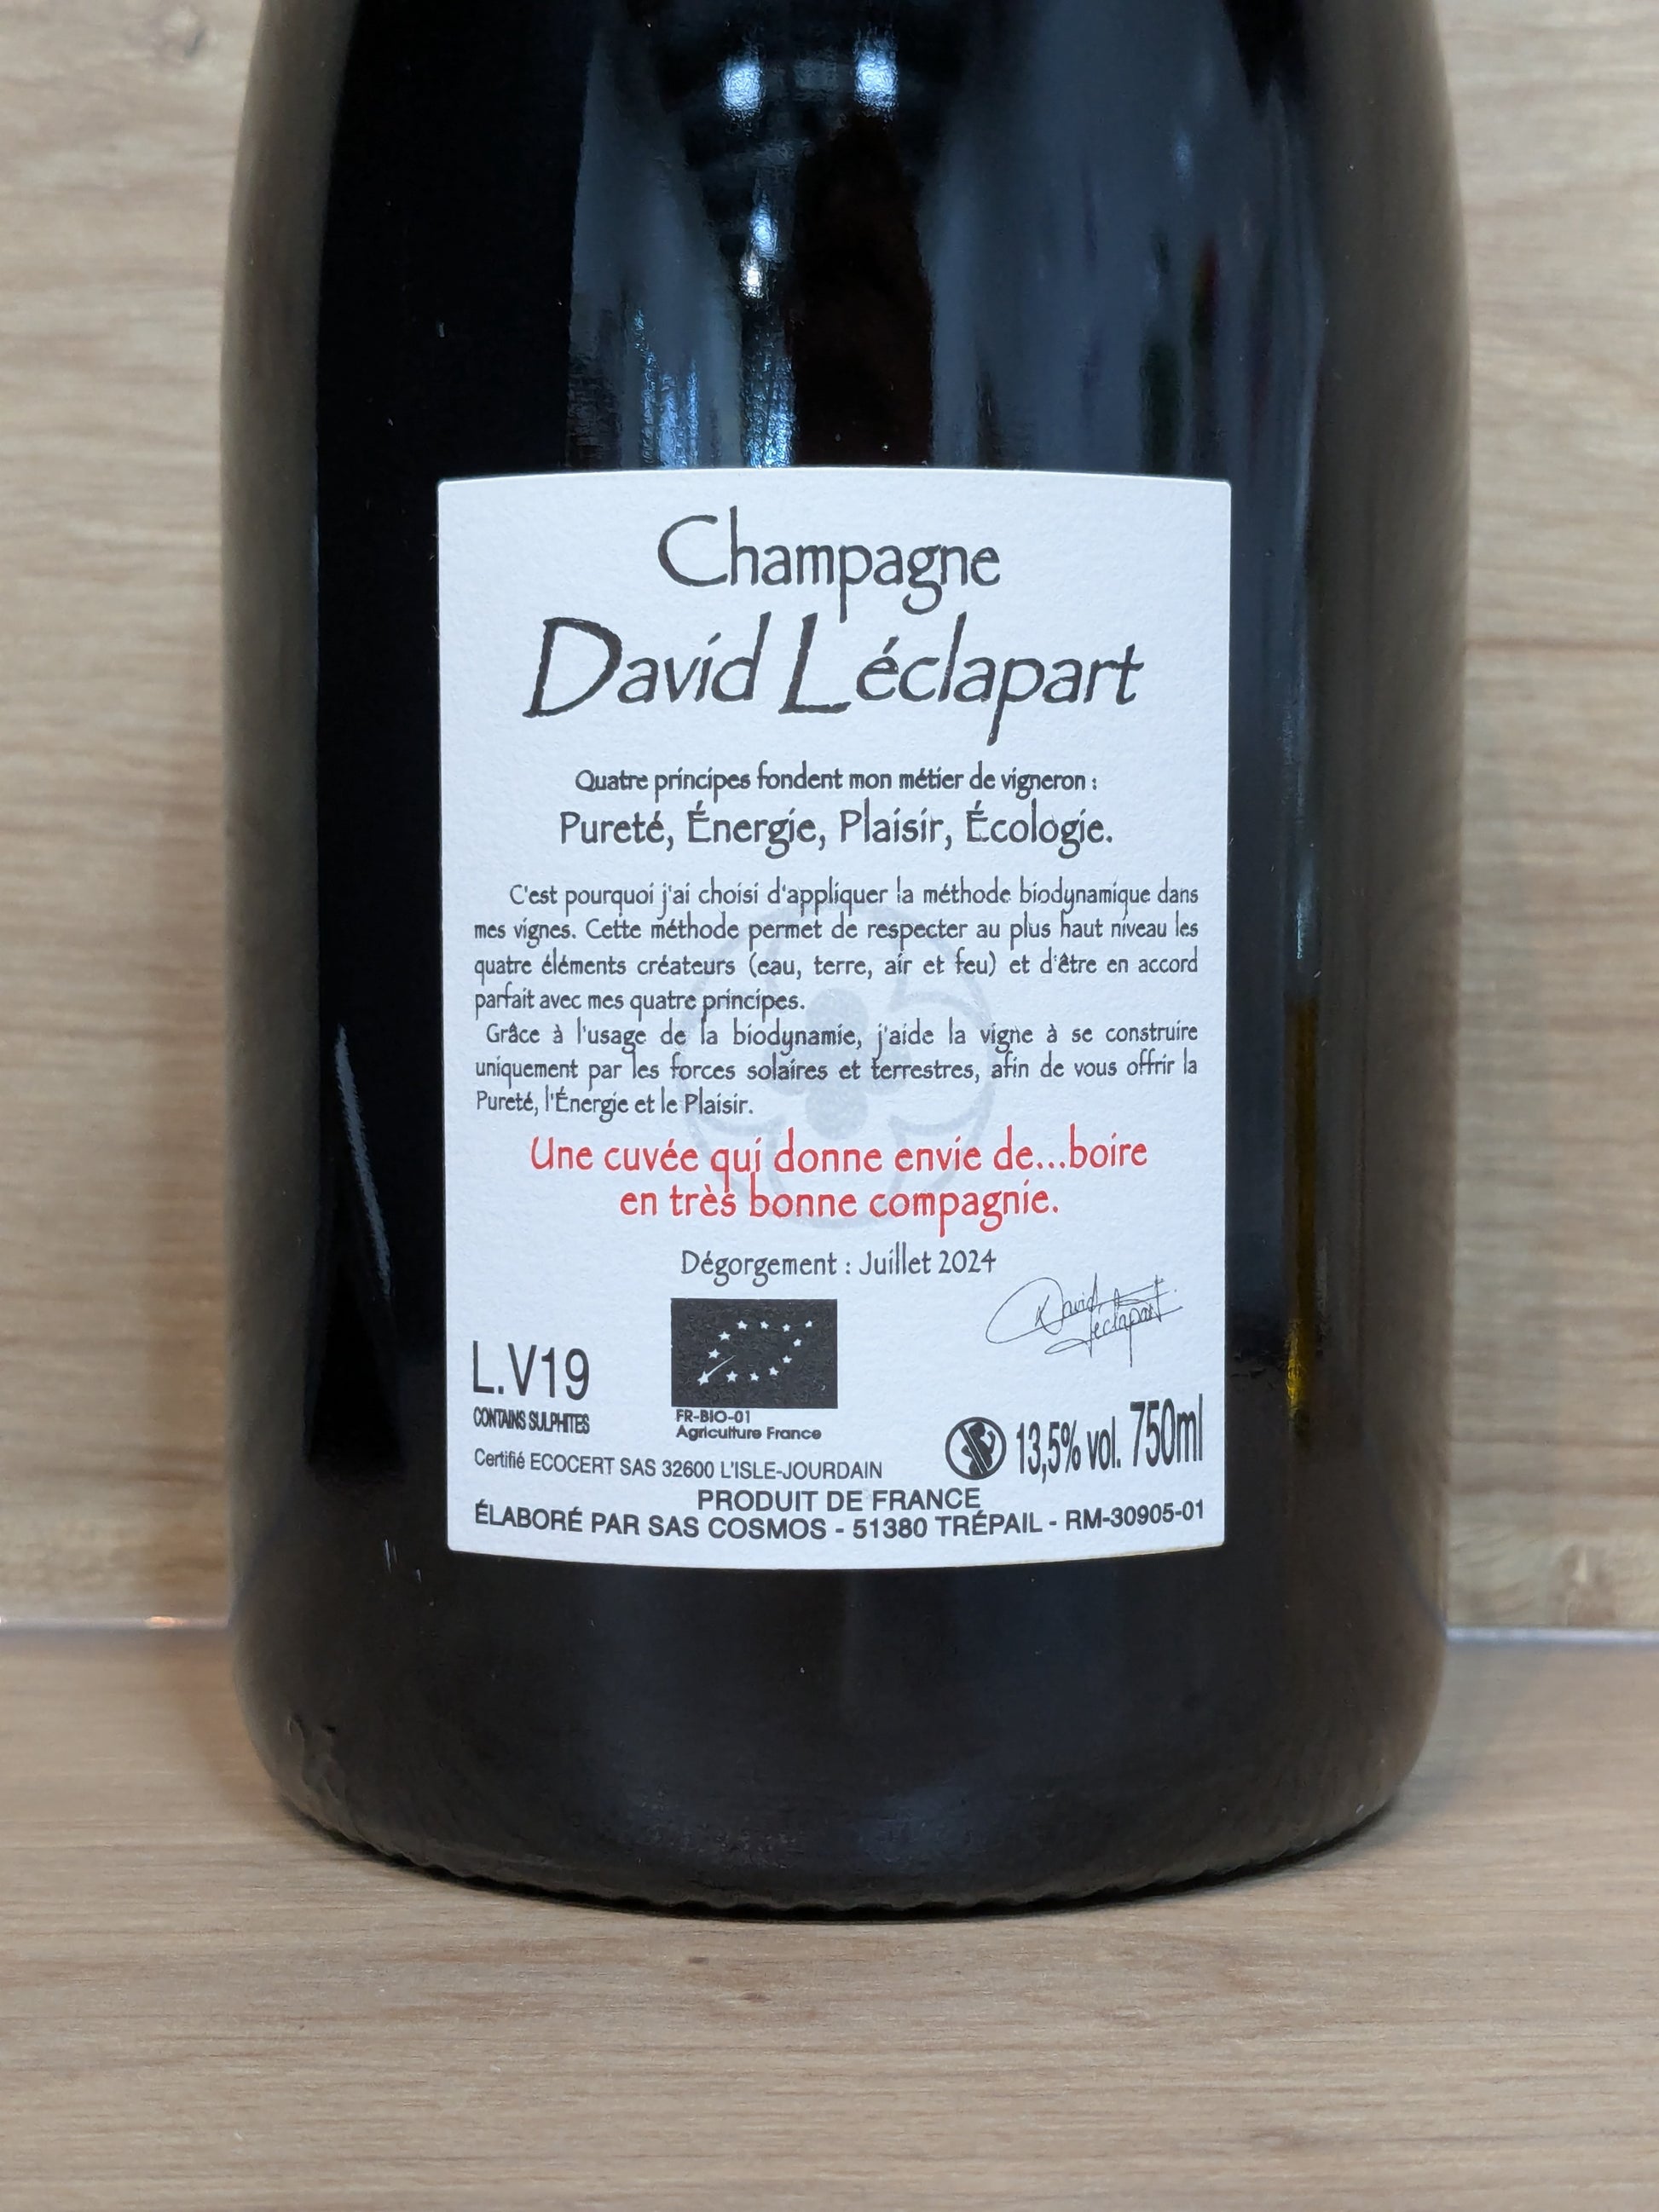 Champagne
David Léclapart
Quatre principes fondent mon métier de vigneron :
Pureté, Énergie, Plaisir, Écologie.
C'est pourquoi j'ai choisi d'appliquer la méthode biodynamique dans
mes vignes. Cette méthode permet de respecter au plus haut niveau les
quatre éléments créateurs (eau, terre, air et feu) et d'être en accord
parfait avec mes quatre principes.
Grâce à l'usage de la biodynamie, j'aide la vigne à se construire
uniquement par les forces solaires et terrestres, afin de vous offrir la
Pureté, l'Énergie et le Plaisir.
Une cuvée qui donne envie de...boire
en très bonne compagnie.
Dégorgement : Juillet 2024
David Léclapart
L.V19
CONTAINS SULPHITES
FR-BIO-01
Agriculture France
13,5% vol. 750ml
Certifié ECOCERT SAS 32600 L'ISLE-JOURDAIN
PRODUIT DE FRANCE
ÉLABORÉ PAR SAS COSMOS - 51380 TRÉPAIL - RM-30905-01